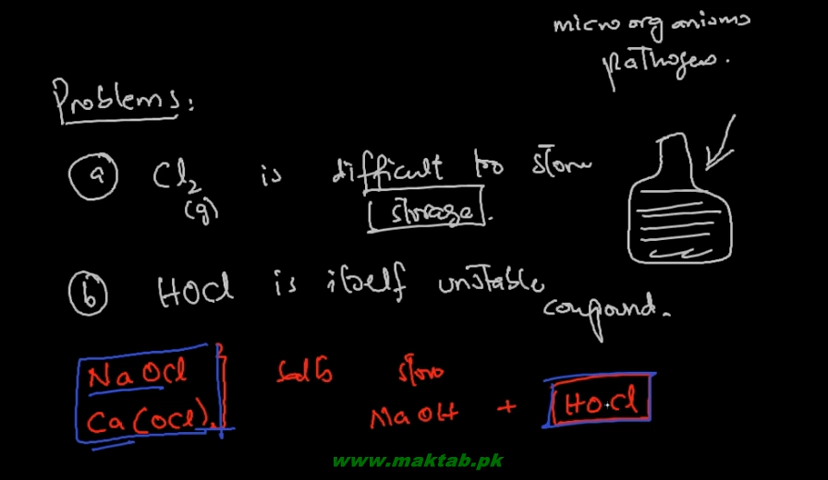 micro organisms
pathogens.
Problems:
a Cl2 is difficult to store
(g)
[storage].
b HOCl is itself unstable
compound.
NaOCl } salts store
Ca(OCl)2 NaOH + HOCl
www.maktab.pk